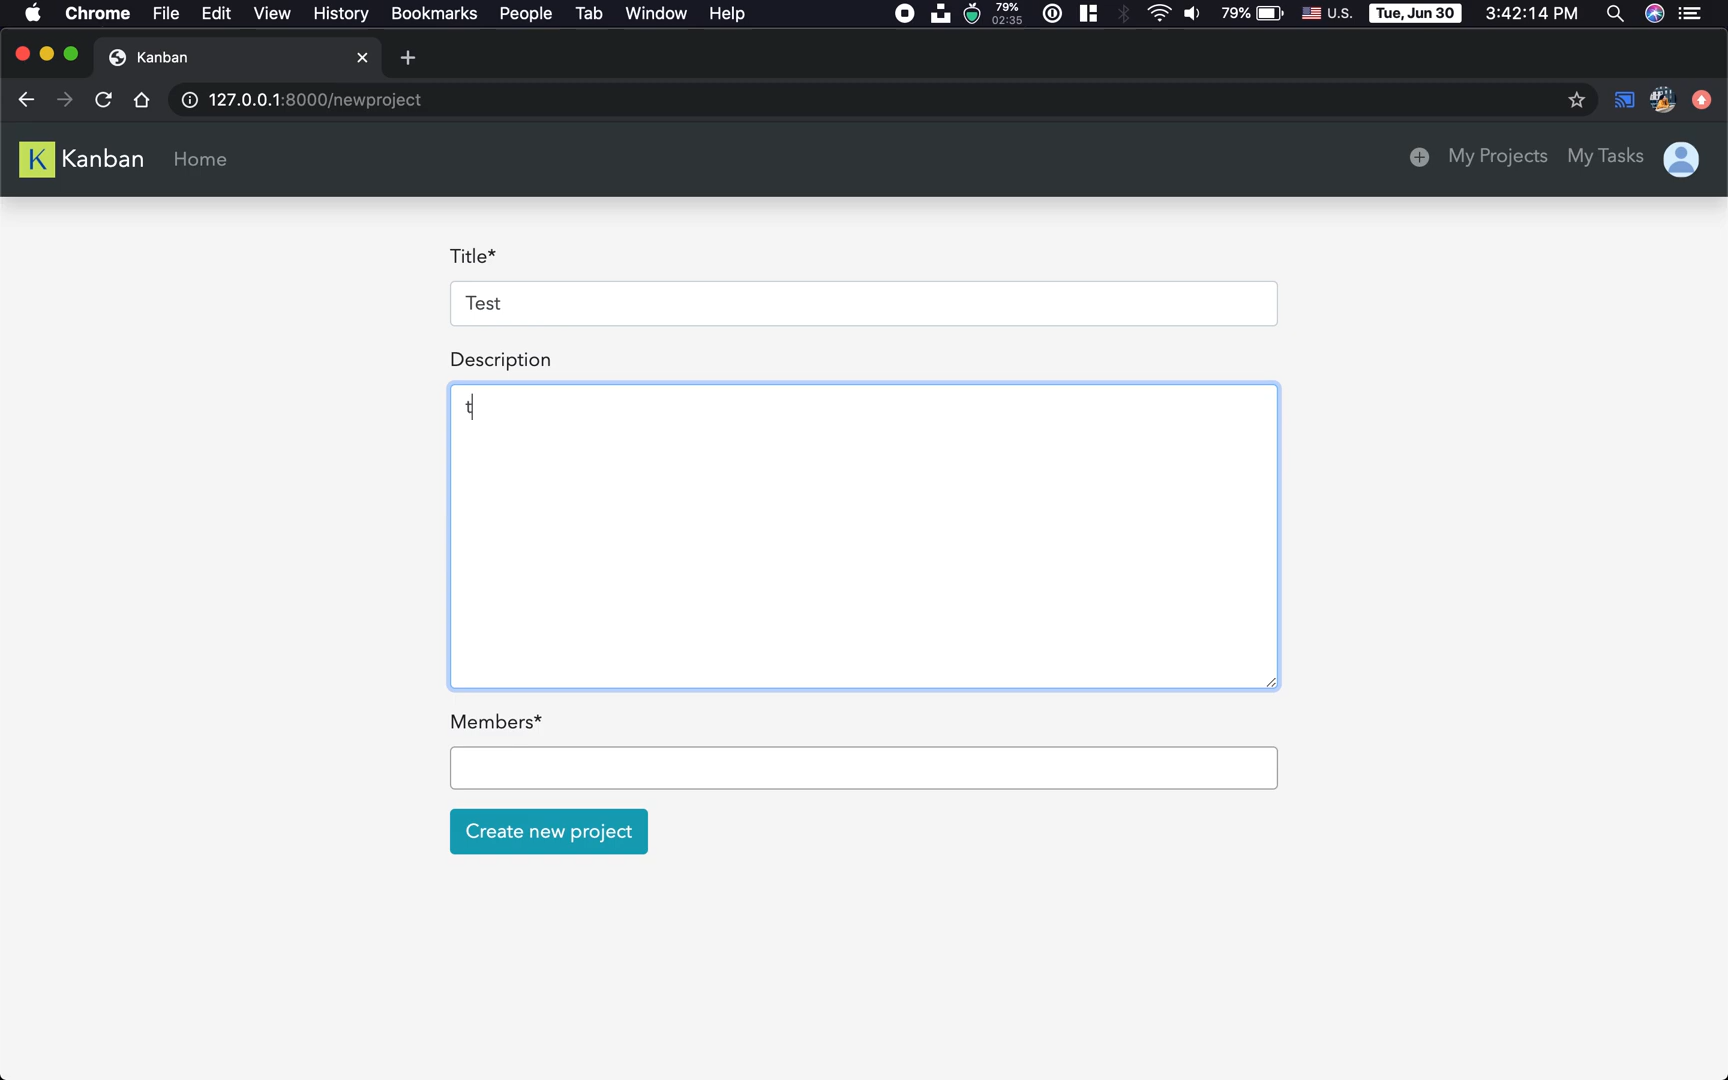 Chrome File Edit View History Bookmarks People Tab Window Help 79% 02:35 79% U.S. Tue, Jun 30 3:42:14 PM
Kanban
127.0.0.1:8000/newproject
K Kanban Home My Projects My Tasks
Title*
Test
Description
t
Members*
Create new project